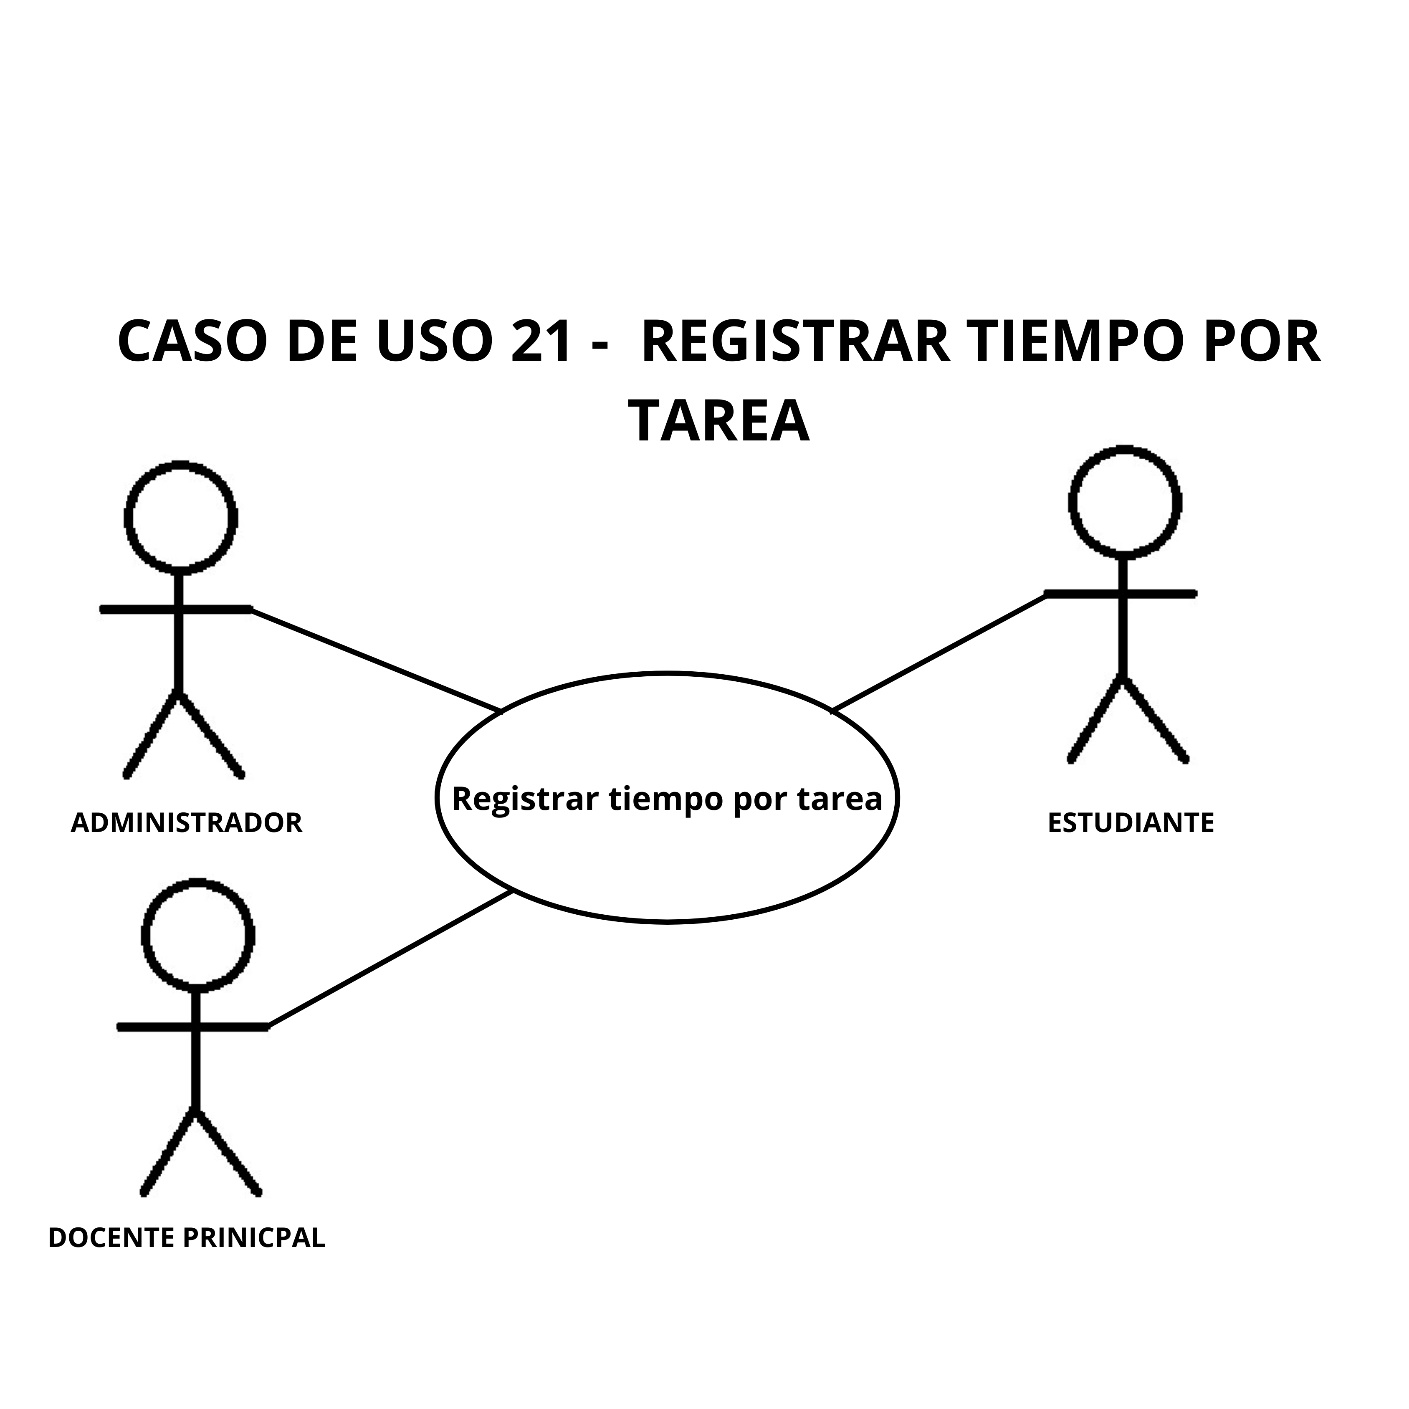 CASO DE USO 21 -  REGISTRAR TIEMPO POR
TAREA
Registrar tiempo por tarea
ADMINISTRADOR
ESTUDIANTE
DOCENTE PRINICPAL